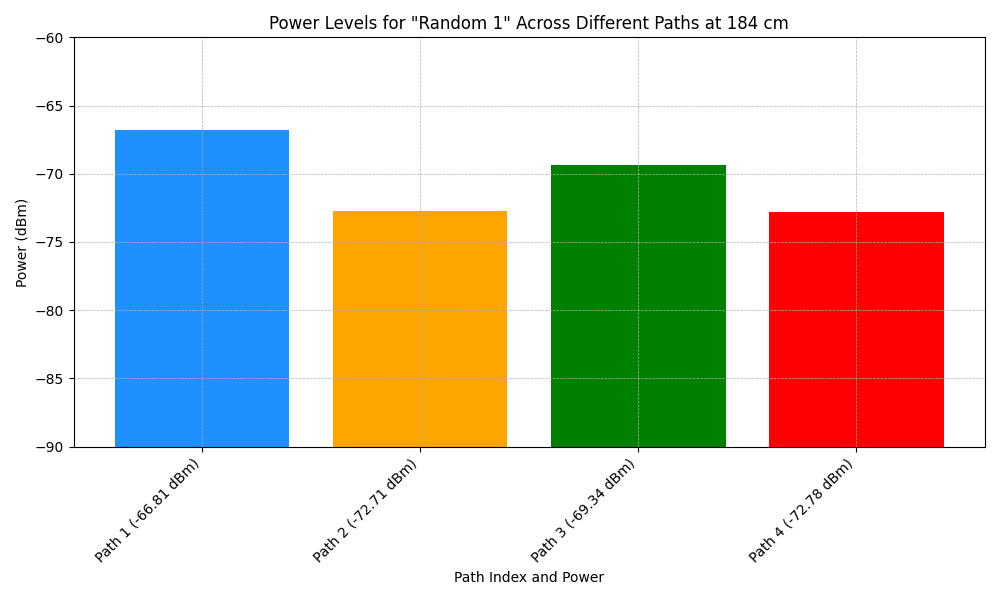 Power Levels for "Random 1" Across Different Paths at 184 cm
−60
−65
−70
−75
−80
−85
−90
Power (dBm)
Path 1 (-66.81 dBm)
Path 2 (-72.71 dBm)
Path 3 (-69.34 dBm)
Path 4 (-72.78 dBm)
Path Index and Power